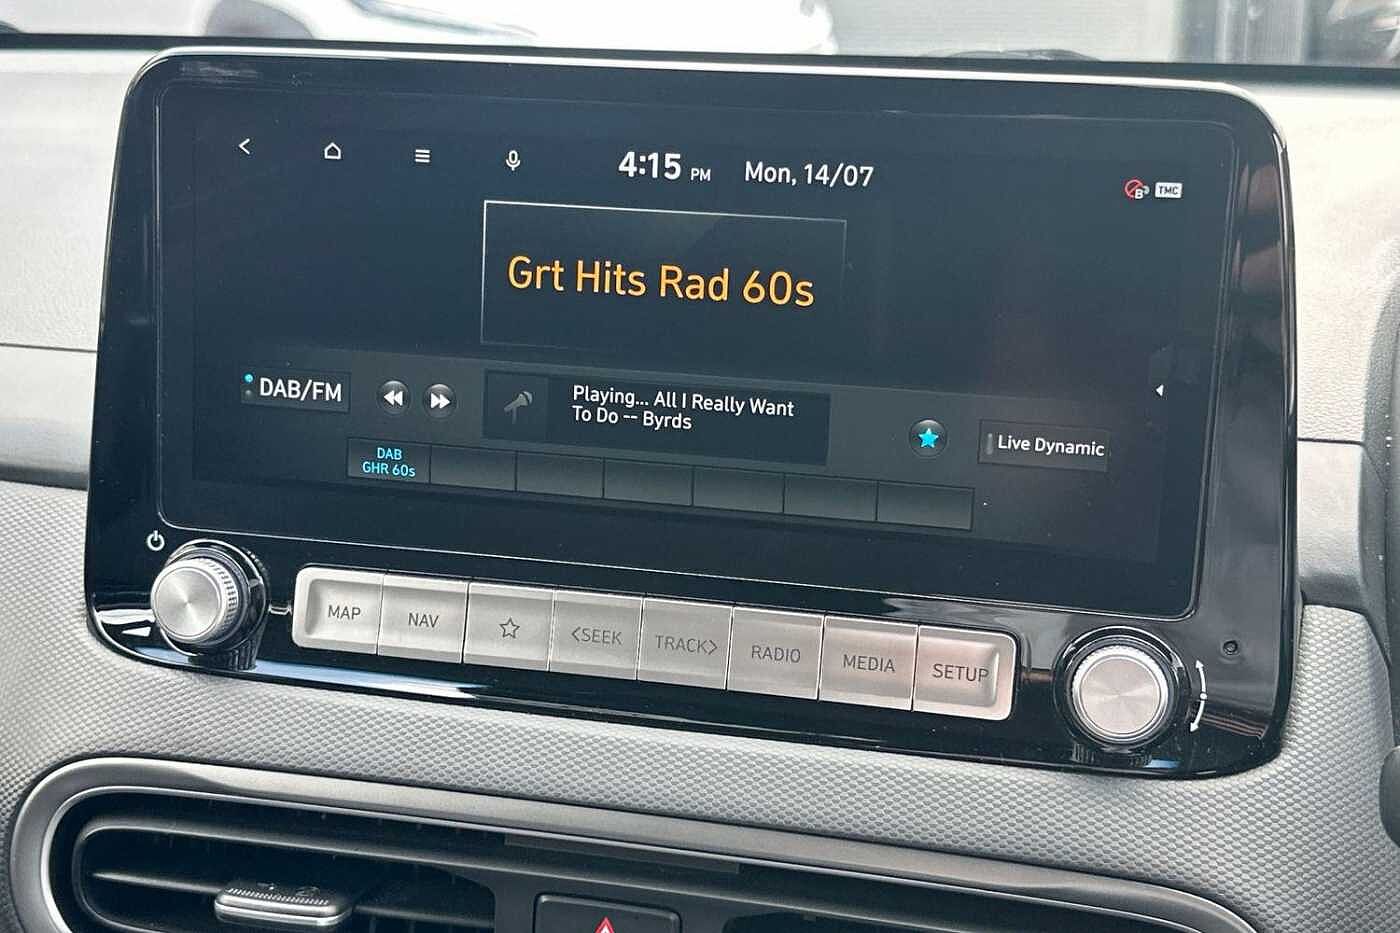 4:15 PM Mon, 14/07
B TMC
Grt Hits Rad 60s
DAB/FM
Playing... All I Really Want
To Do -- Byrds
Live Dynamic
DAB
GHR 60s
MAP NAV <SEEK TRACK> RADIO MEDIA SETUP